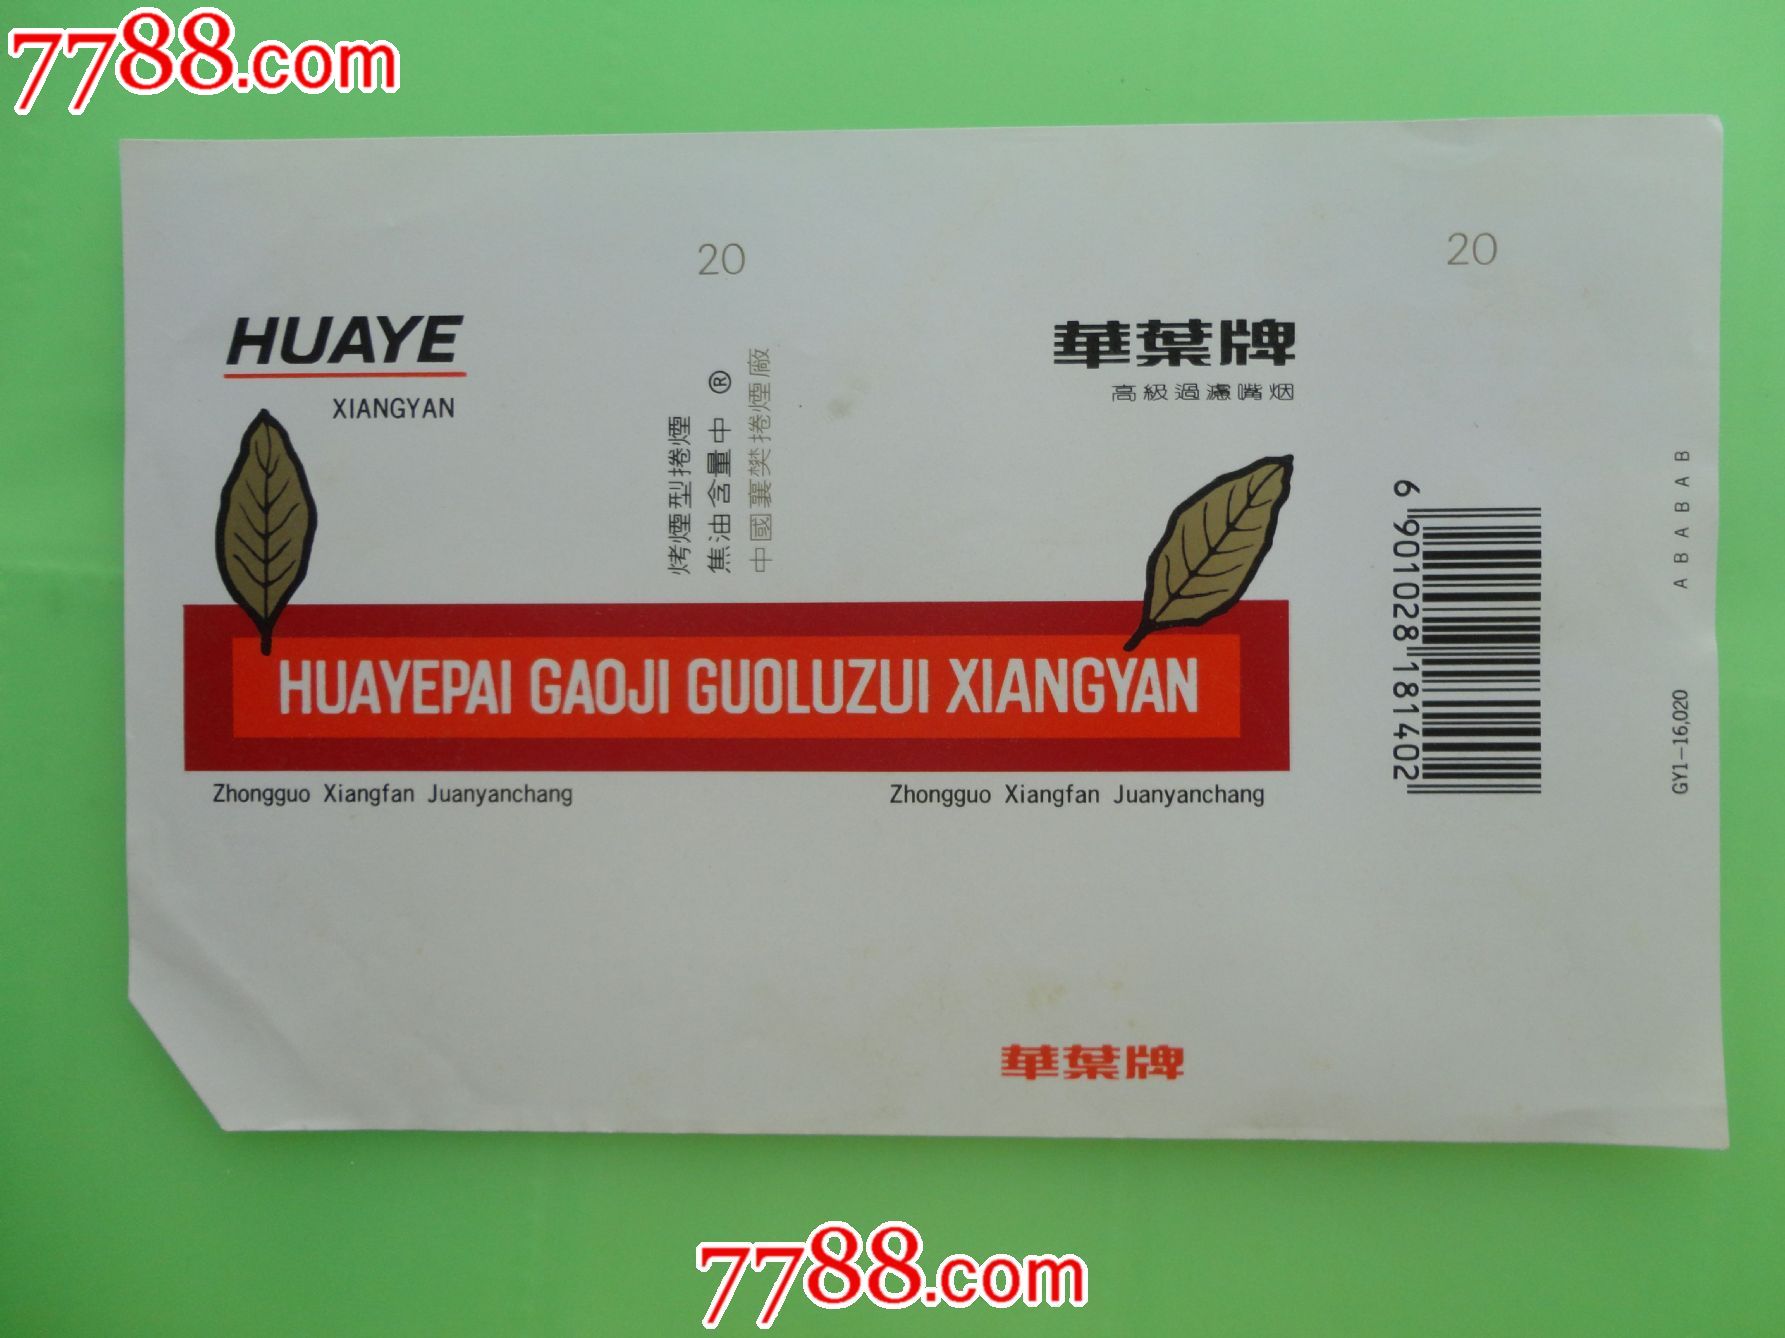 7788.com
20
20
HUAYE
XIANGYAN
華葉牌
高級過濾嘴烟
烤煙型捲煙
焦油含量中 ®
中國襄樊捲煙廠
HUAYEPAI GAOJI GUOLUZUI XIANGYAN
Zhongguo Xiangfan Juanyanchang
Zhongguo Xiangfan Juanyanchang
6 901028 181402
GY1-16,020 A B A B A B
華葉牌
7788.com